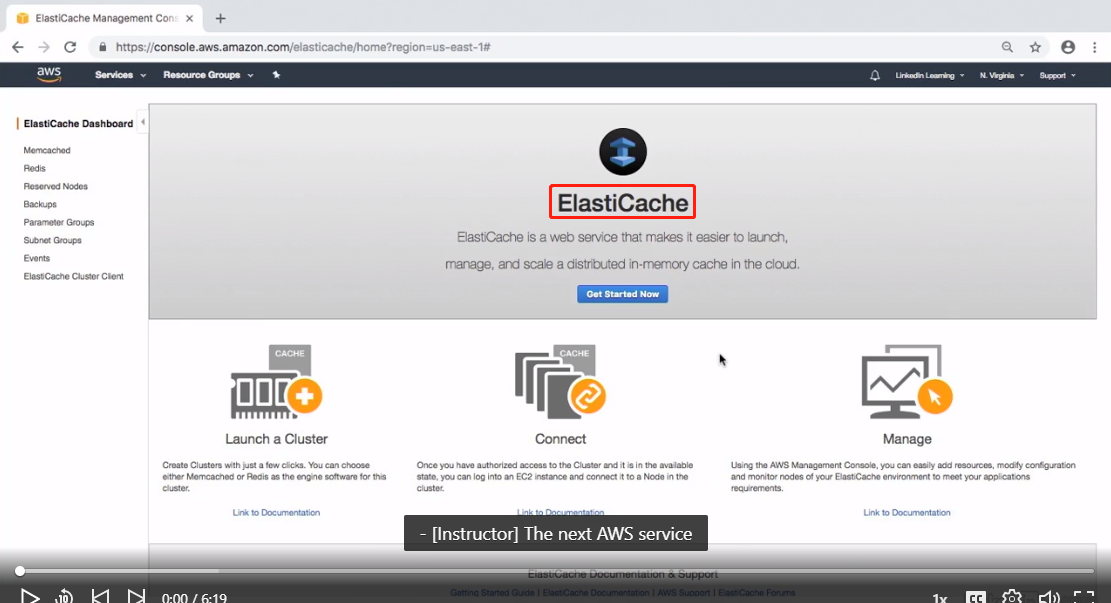 ElastiCache Management Cons
https://console.aws.amazon.com/elasticache/home?region=us-east-1#
aws Services Resource Groups LinkedIn Learning N. Virginia Support
ElastiCache Dashboard
Memcached
Redis
Reserved Nodes
Backups
Parameter Groups
Subnet Groups
Events
ElastiCache Cluster Client
ElastiCache
ElastiCache is a web service that makes it easier to launch,
manage, and scale a distributed in-memory cache in the cloud.
Get Started Now
CACHE
Launch a Cluster
Create Clusters with just a few clicks. You can choose
either Memcached or Redis as the engine software for this
cluster.
Link to Documentation
CACHE
Connect
Once you have authorized access to the Cluster and it is in the available
state, you can log into an EC2 instance and connect it to a Node in the
cluster.
Link to Documentation
Manage
Using the AWS Management Console, you can easily add resources, modify configuration
and monitor nodes of your ElastiCache environment to meet your applications
requirements.
Link to Documentation
- [Instructor] The next AWS service
ElastiCache Documentation & Support
Getting Started Guide | ElastiCache Documentation | AWS Support | ElastiCache Forums
10 0:00 / 6:19 1x CC